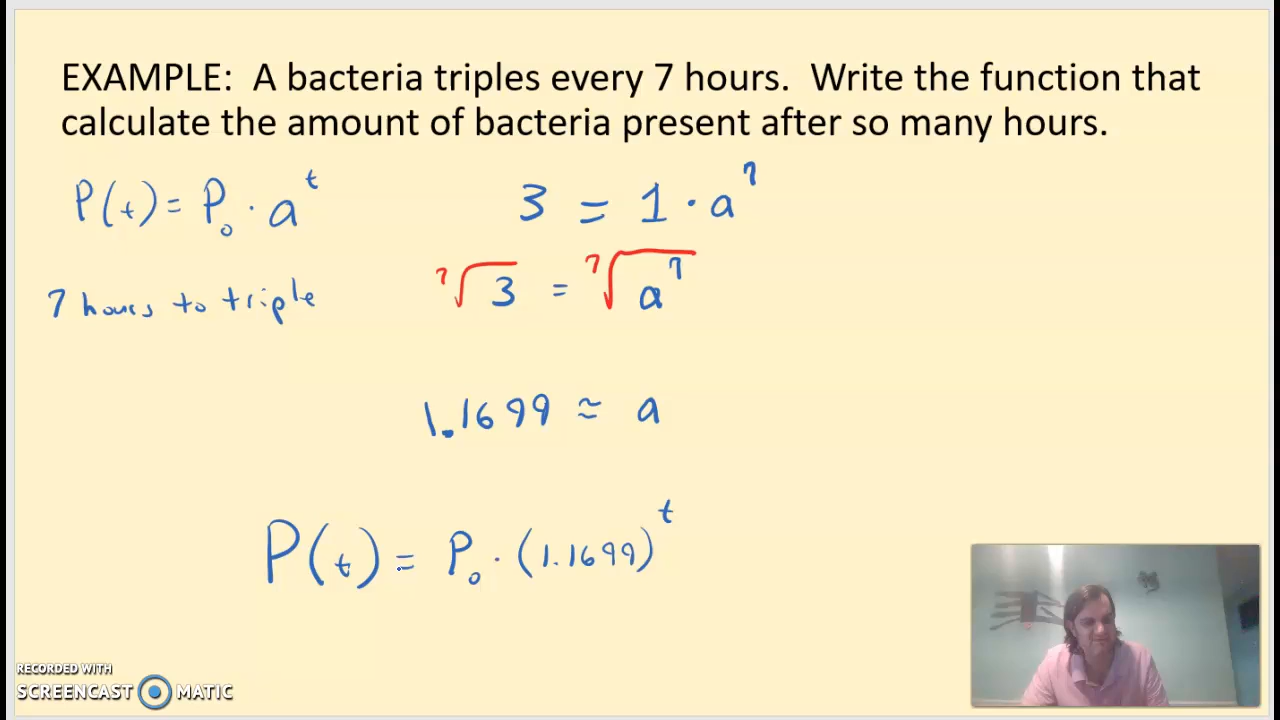 EXAMPLE: A bacteria triples every 7 hours. Write the function that
calculate the amount of bacteria present after so many hours.
P(t) = P₀ · a^t
3 = 1 · a^7
7 hours to triple
⁷√3 = ⁷√a^7
1.1699 ≈ a
P(t) = P₀ · (1.1699)^t
RECORDED WITH
SCREENCAST MATIC